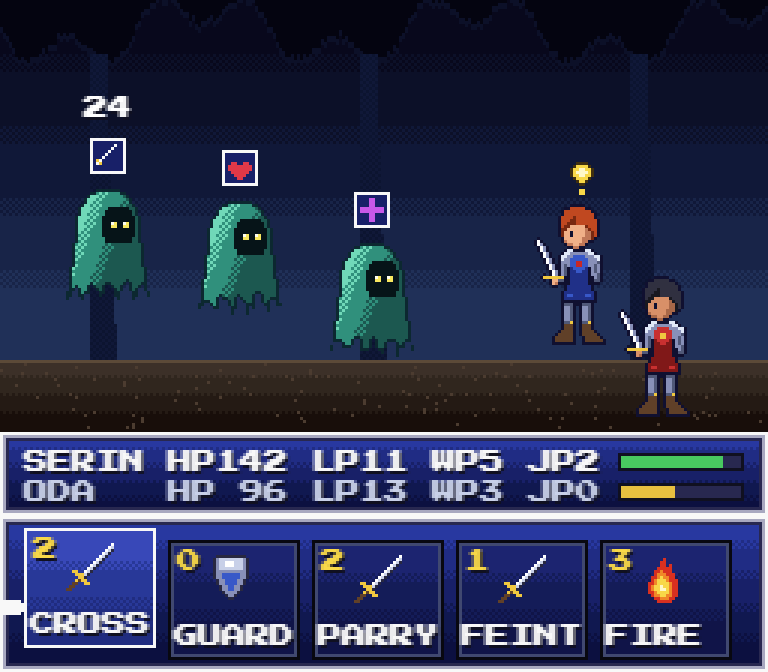 24
SERIN HP142 LP11 WP5 JP2
ODA HP 96 LP13 WP3 JP0
2 0 2 1 3
CROSS GUARD PARRY FEINT FIRE